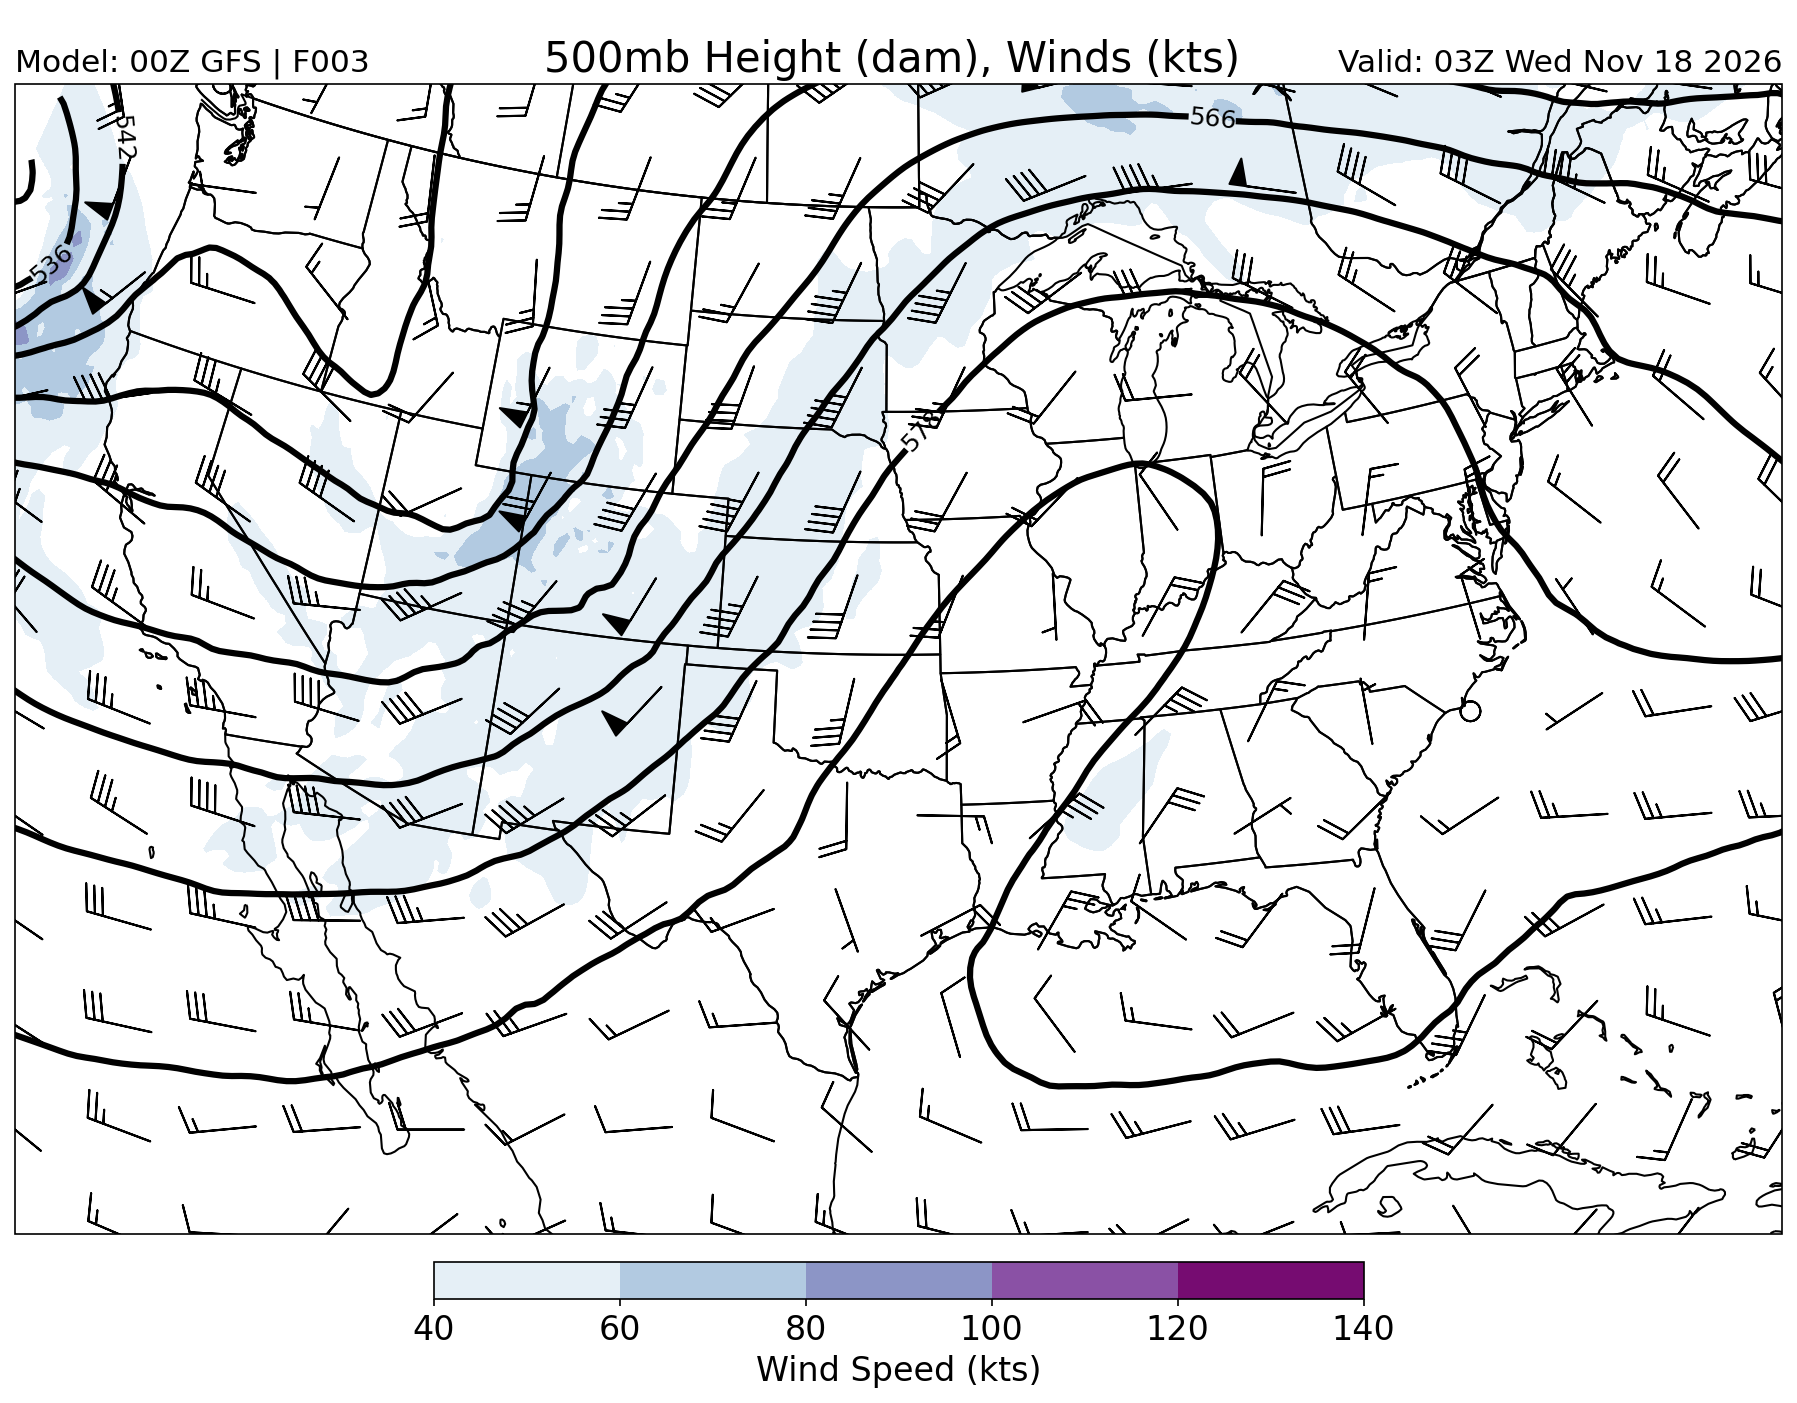 Model: 00Z GFS | F003
500mb Height (dam), Winds (kts)
Valid: 03Z Wed Nov 18 2026
542
566
536
578
40 60 80 100 120 140
Wind Speed (kts)